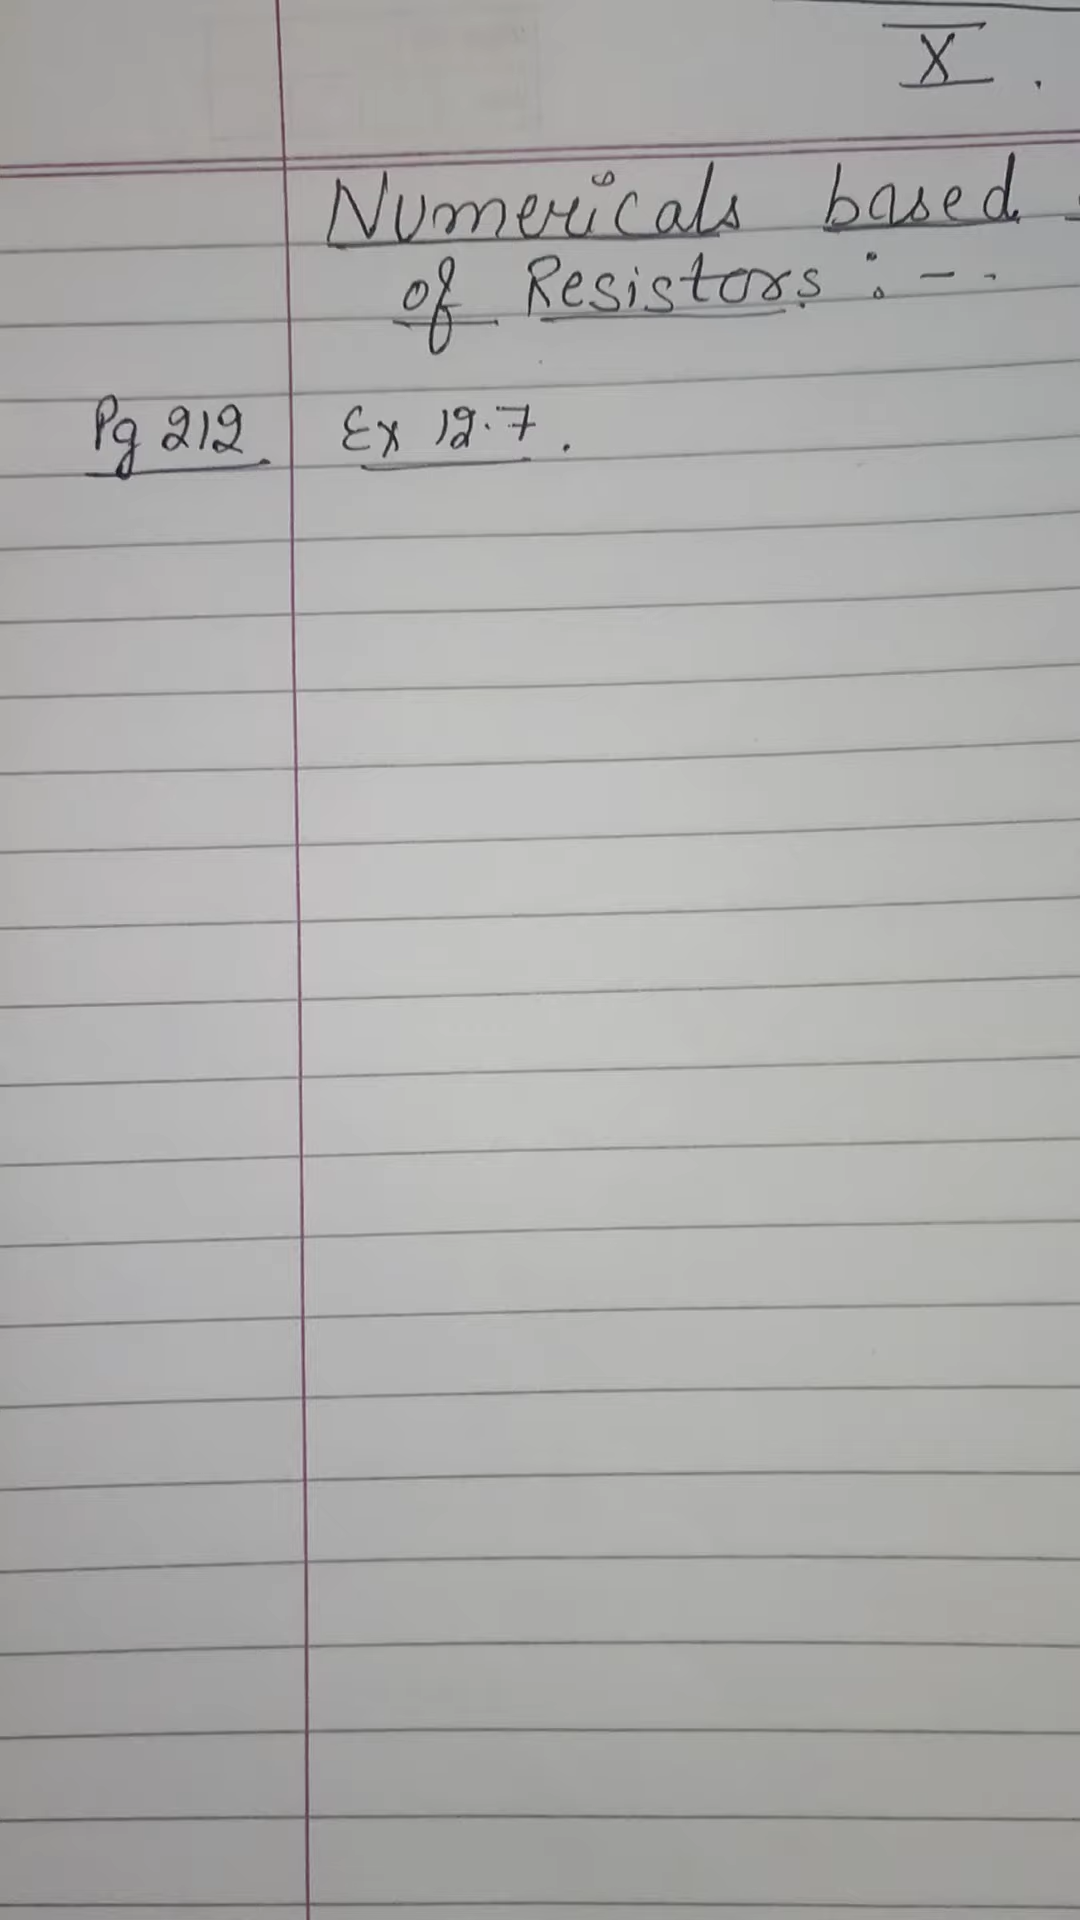 X.
Numericals based
of Resistors :-
Pg 212 Ex 12.7.